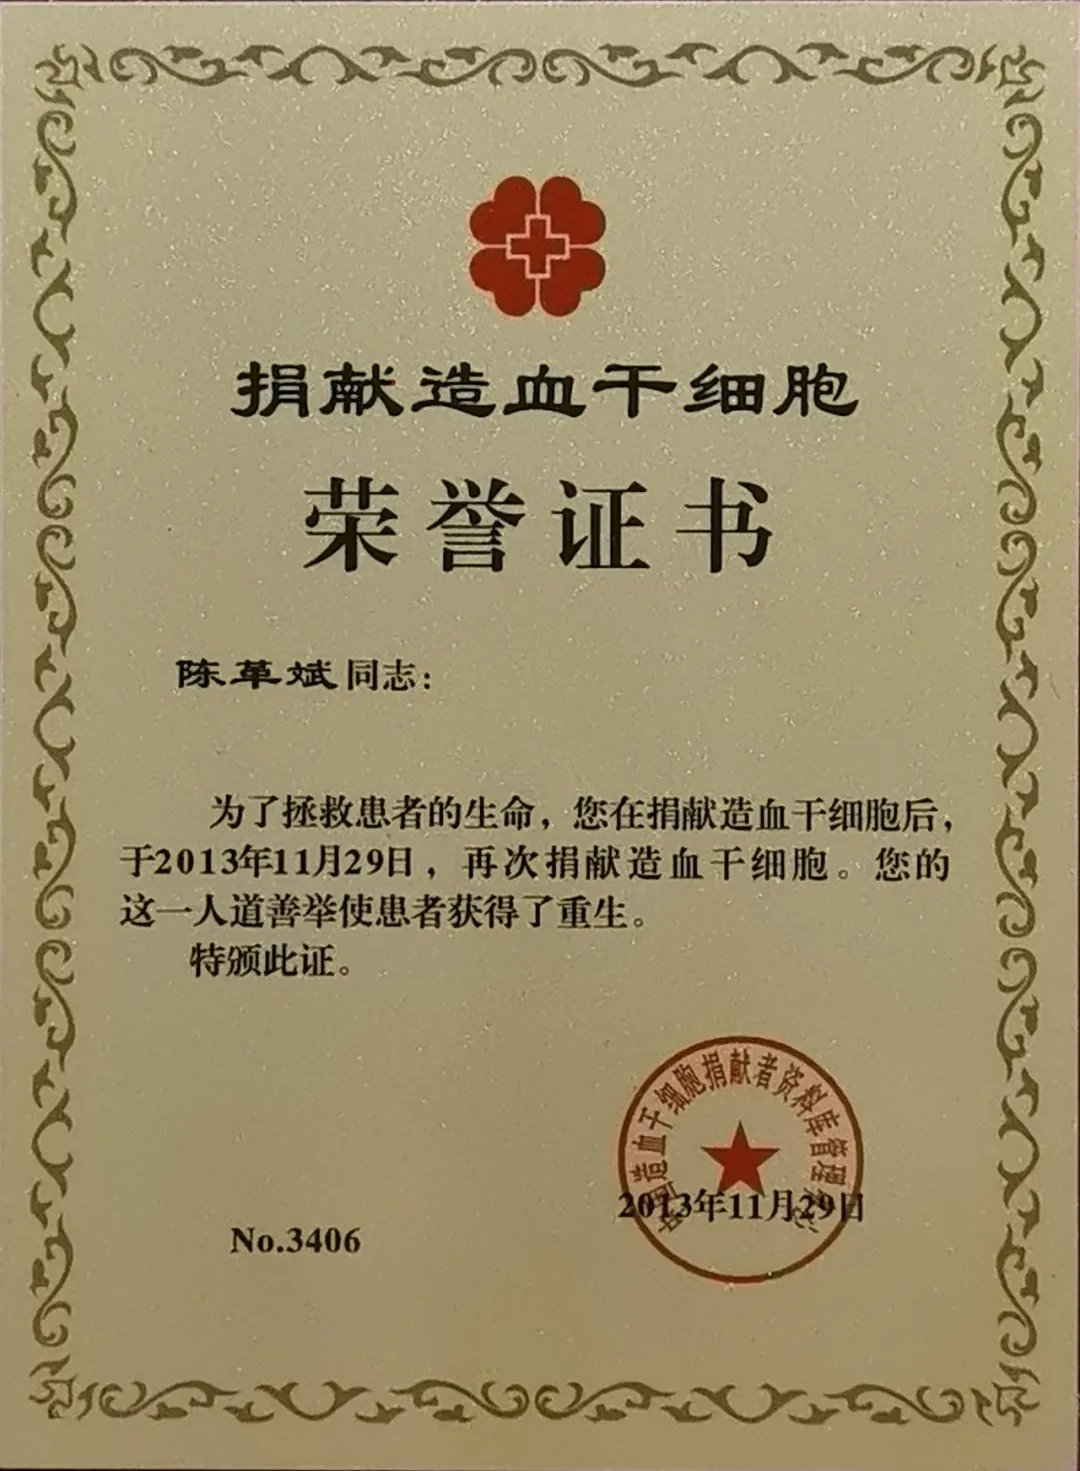 捐献造血干细胞
荣誉证书
陈革斌同志：
为了拯救患者的生命，您在捐献造血干细胞后，
于2013年11月29日，再次捐献造血干细胞。您的
这一人道善举使患者获得了重生。
特颁此证。
中国造血干细胞捐献者资料库管理中心
2013年11月29日
No.3406